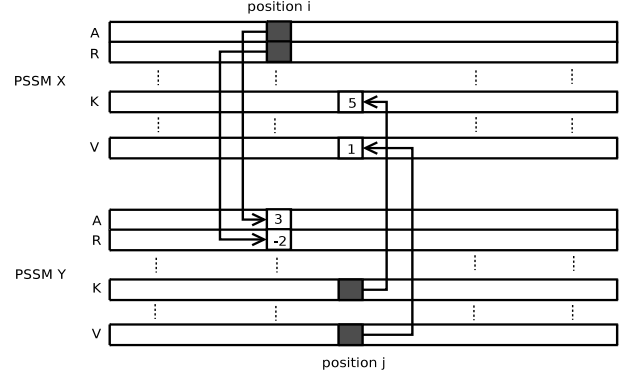 position i
A
R
PSSM X
K
5
V
1
A
3
R
-2
PSSM Y
K
V
position j